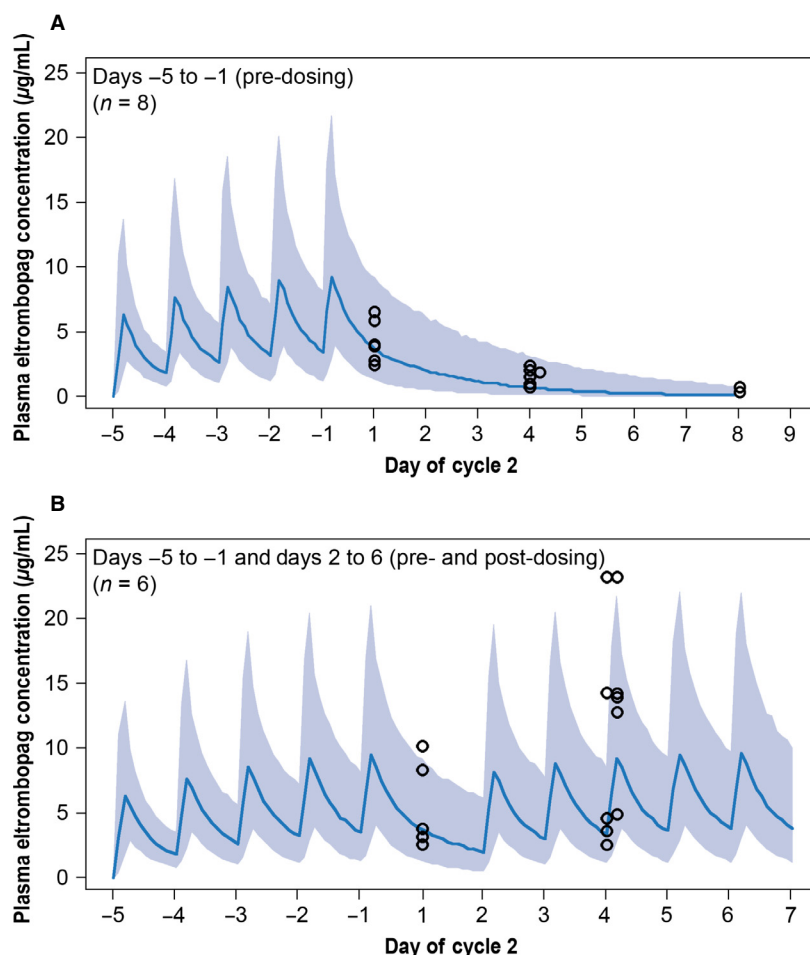 A
Plasma eltrombopag concentration (µg/mL)
25
20
15
10
5
0
Days –5 to –1 (pre-dosing)
(n = 8)
–5 –4 –3 –2 –1 1 2 3 4 5 6 7 8 9
Day of cycle 2
B
Plasma eltrombopag concentration (µg/mL)
25
20
15
10
5
0
Days –5 to –1 and days 2 to 6 (pre- and post-dosing)
(n = 6)
–5 –4 –3 –2 –1 1 2 3 4 5 6 7
Day of cycle 2